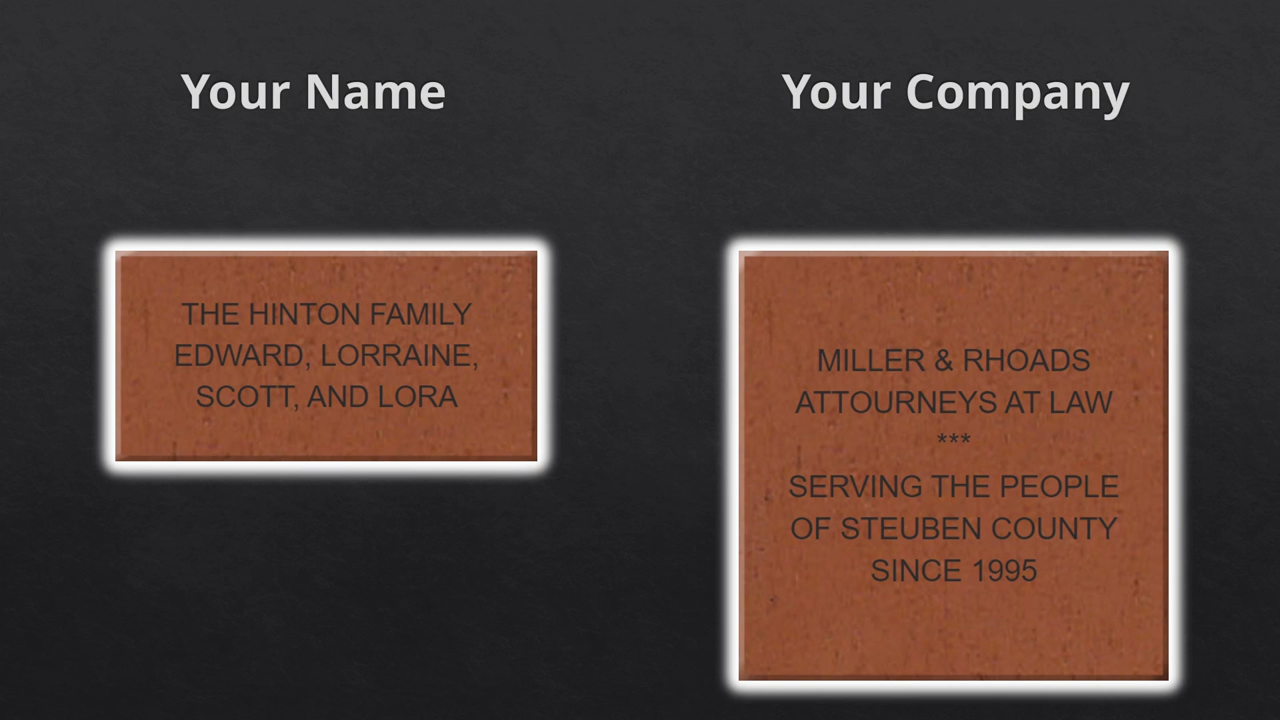 Your Name
Your Company
THE HINTON FAMILY
EDWARD, LORRAINE,
SCOTT, AND LORA
MILLER & RHOADS
ATTOURNEYS AT LAW
***
SERVING THE PEOPLE
OF STEUBEN COUNTY
SINCE 1995